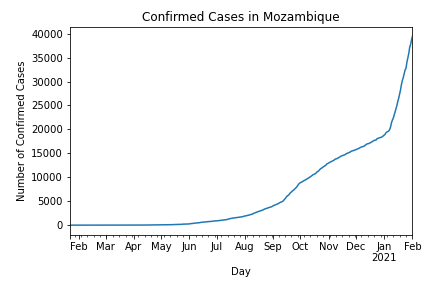 Confirmed Cases in Mozambique
Number of Confirmed Cases
40000
35000
30000
25000
20000
15000
10000
5000
0
Feb Mar Apr May Jun Jul Aug Sep Oct Nov Dec Jan Feb
2021
Day